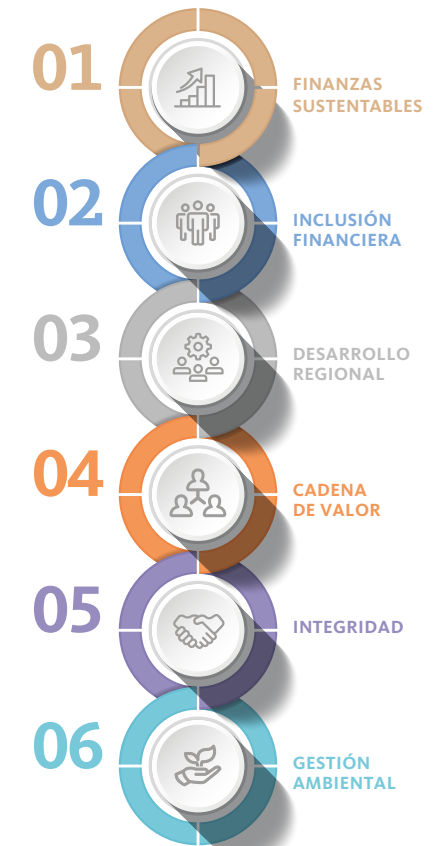 01
FINANZAS
SUSTENTABLES
02
INCLUSIÓN
FINANCIERA
03
DESARROLLO
REGIONAL
04
CADENA
DE VALOR
05
INTEGRIDAD
06
GESTIÓN
AMBIENTAL